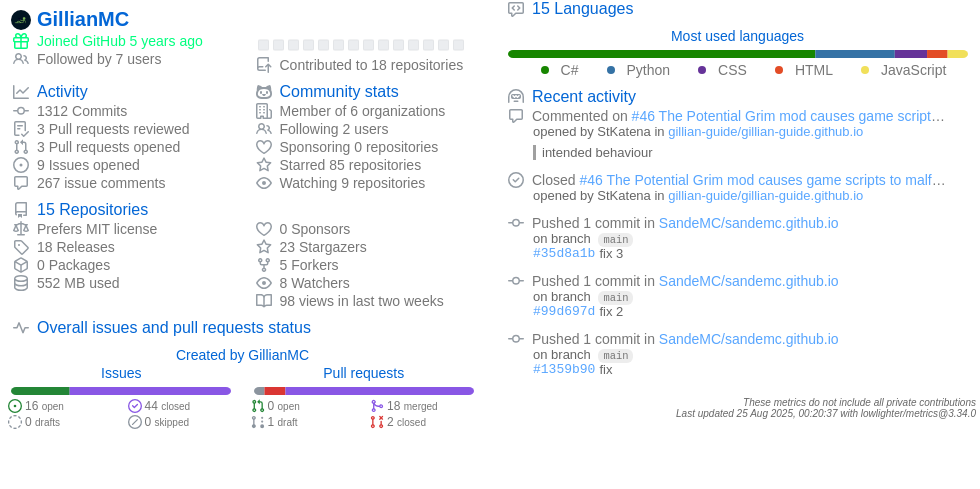 GillianMC
Joined GitHub 5 years ago
Followed by 7 users
Contributed to 18 repositories
Activity
1312 Commits
3 Pull requests reviewed
3 Pull requests opened
9 Issues opened
267 issue comments
Community stats
Member of 6 organizations
Following 2 users
Sponsoring 0 repositories
Starred 85 repositories
Watching 9 repositories
15 Repositories
Prefers MIT license
18 Releases
0 Packages
552 MB used
0 Sponsors
23 Stargazers
5 Forkers
8 Watchers
98 views in last two weeks
Overall issues and pull requests status
Created by GillianMC
Issues
16 open
44 closed
0 drafts
0 skipped
Pull requests
0 open
18 merged
1 draft
2 closed
15 Languages
Most used languages
C# Python CSS HTML JavaScript
Recent activity
Commented on #46 The Potential Grim mod causes game script…
opened by StKatena in gillian-guide/gillian-guide.github.io
intended behaviour
Closed #46 The Potential Grim mod causes game scripts to malf…
opened by StKatena in gillian-guide/gillian-guide.github.io
Pushed 1 commit in SandeMC/sandemc.github.io
on branch main
#35d8a1b fix 3
Pushed 1 commit in SandeMC/sandemc.github.io
on branch main
#99d697d fix 2
Pushed 1 commit in SandeMC/sandemc.github.io
on branch main
#1359b90 fix
These metrics do not include all private contributions
Last updated 25 Aug 2025, 00:20:37 with lowlighter/metrics@3.34.0